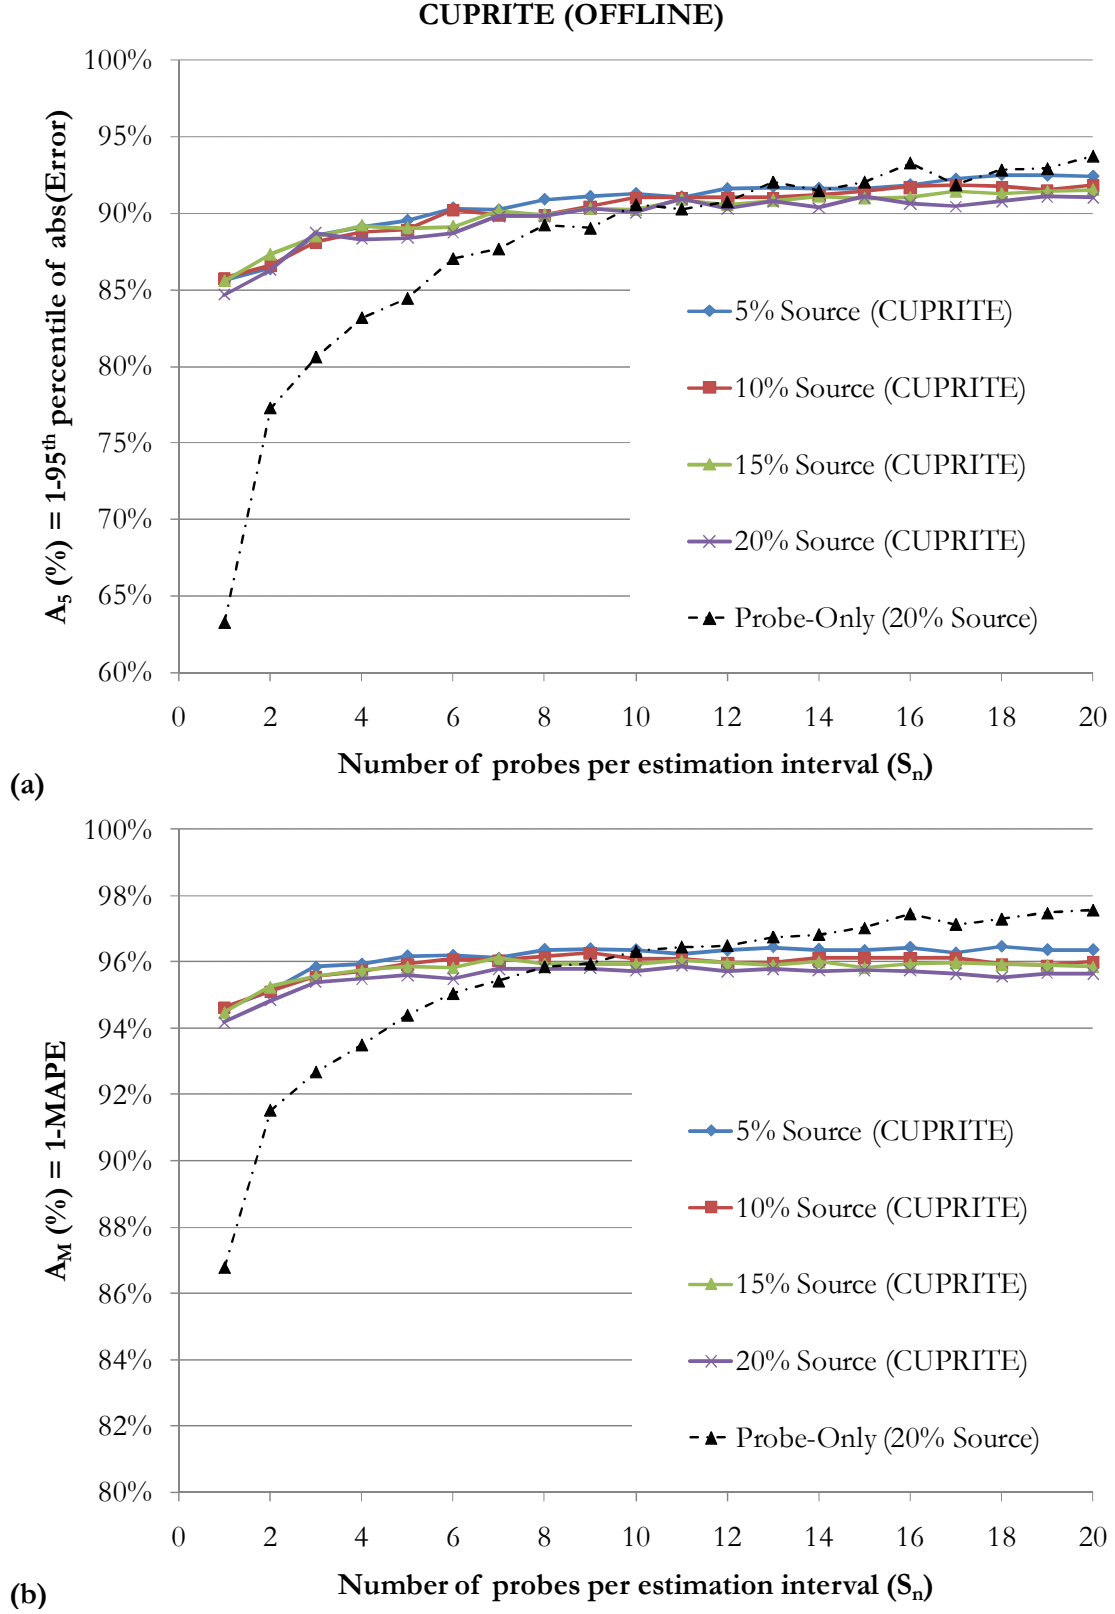 CUPRITE (OFFLINE)
100%
95%
90%
85%
80%
75%
70%
65%
60%
A5 (%) = 1-95th percentile of abs(Error)
5% Source (CUPRITE)
10% Source (CUPRITE)
15% Source (CUPRITE)
20% Source (CUPRITE)
Probe-Only (20% Source)
0 2 4 6 8 10 12 14 16 18 20
Number of probes per estimation interval (Sn)
(a)
100%
98%
96%
94%
92%
90%
88%
86%
84%
82%
80%
AM (%) = 1-MAPE
5% Source (CUPRITE)
10% Source (CUPRITE)
15% Source (CUPRITE)
20% Source (CUPRITE)
Probe-Only (20% Source)
0 2 4 6 8 10 12 14 16 18 20
Number of probes per estimation interval (Sn)
(b)